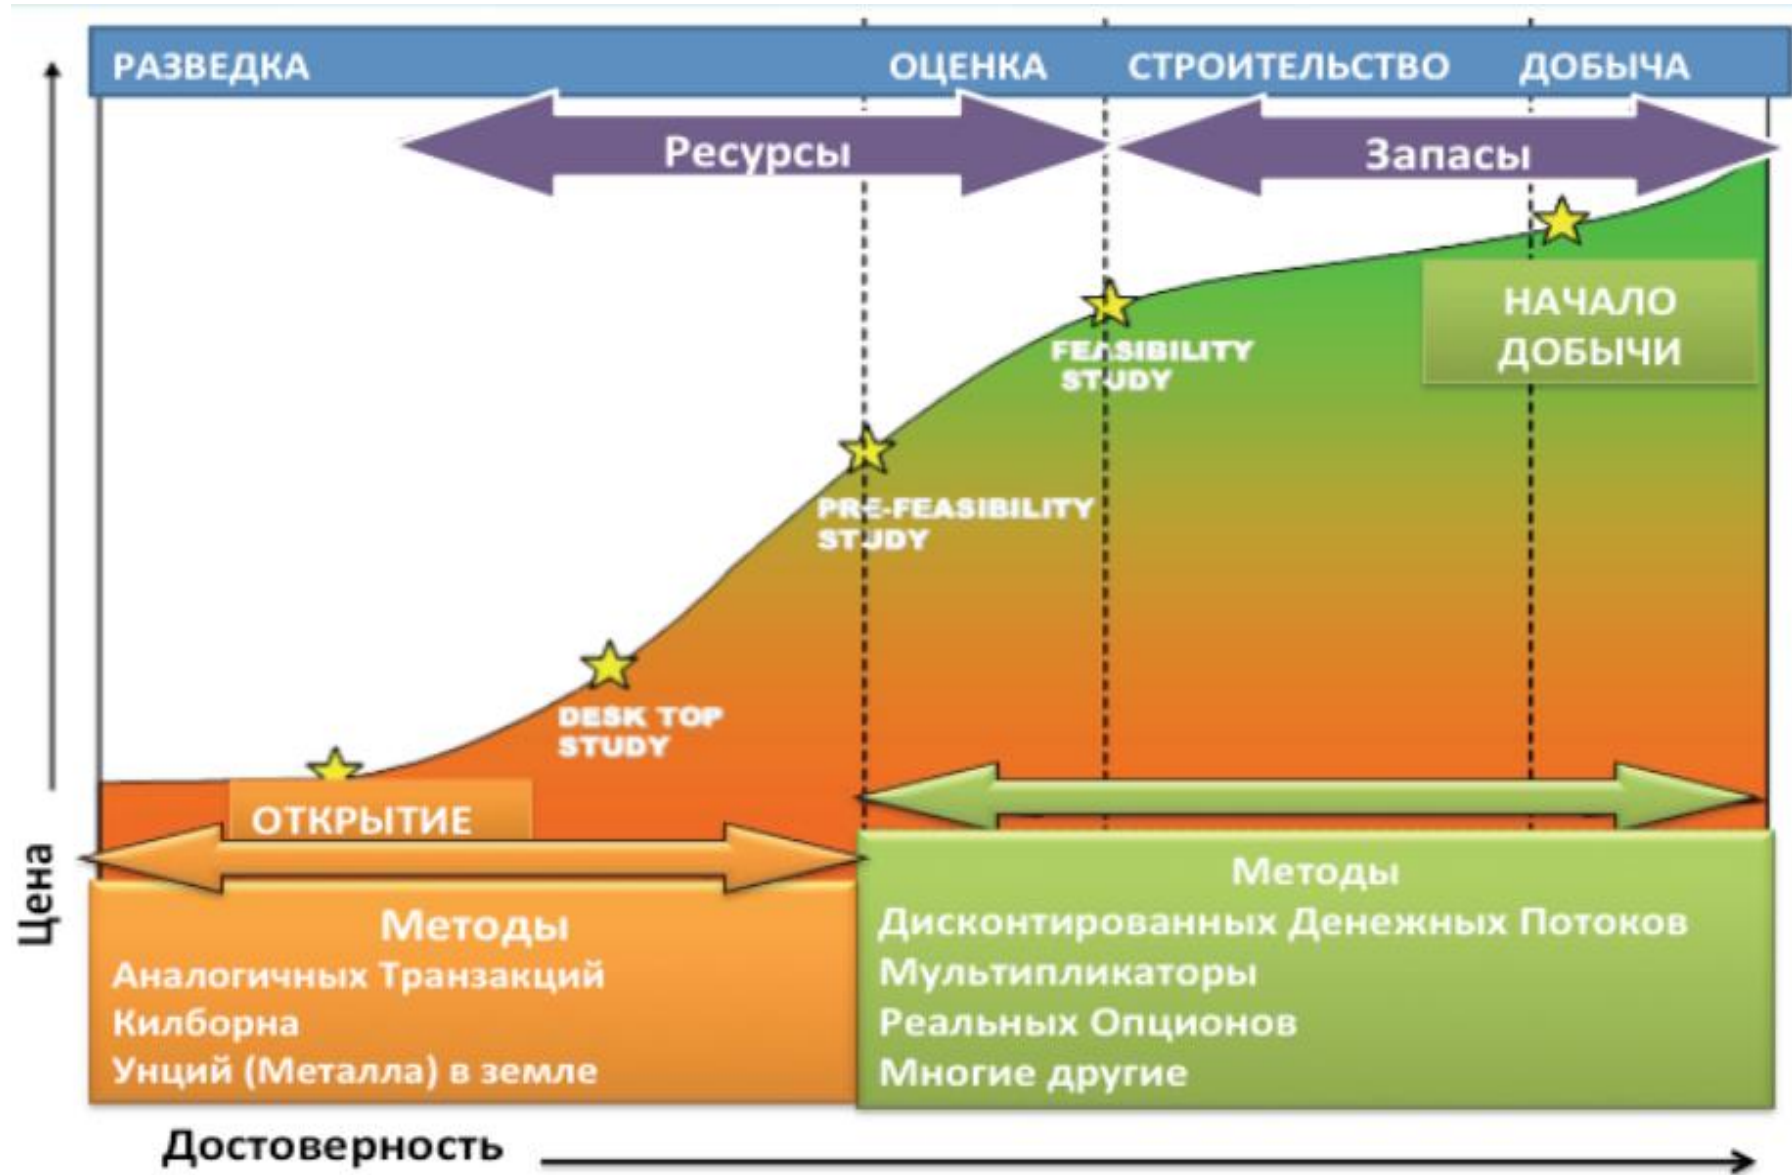 РАЗВЕДКА
ОЦЕНКА
СТРОИТЕЛЬСТВО
ДОБЫЧА
Ресурсы
Запасы
НАЧАЛО
ДОБЫЧИ
FEASIBILITY
STUDY
PRE-FEASIBILITY
STUDY
DESK TOP
STUDY
ОТКРЫТИЕ
Цена
Методы
Аналогичных Транзакций
Килборна
Унций (Металла) в земле
Методы
Дисконтированных Денежных Потоков
Мультипликаторы
Реальных Опционов
Многие другие
Достоверность